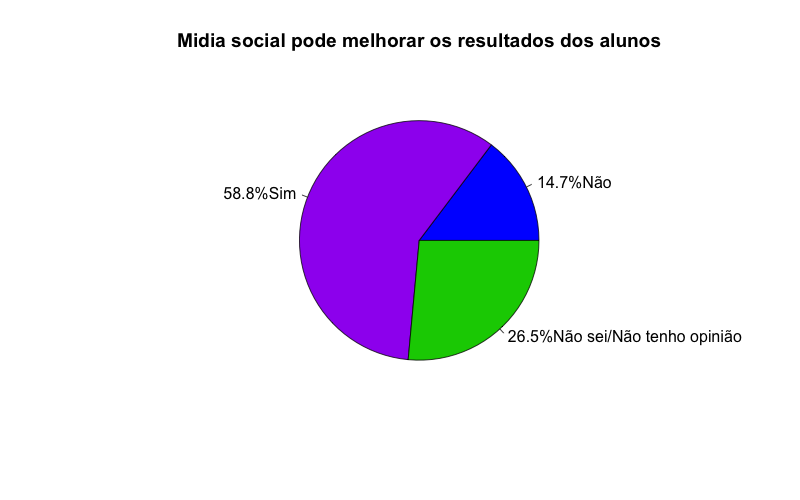 Midia social pode melhorar os resultados dos alunos
14.7%Não
58.8%Sim
26.5%Não sei/Não tenho opinião